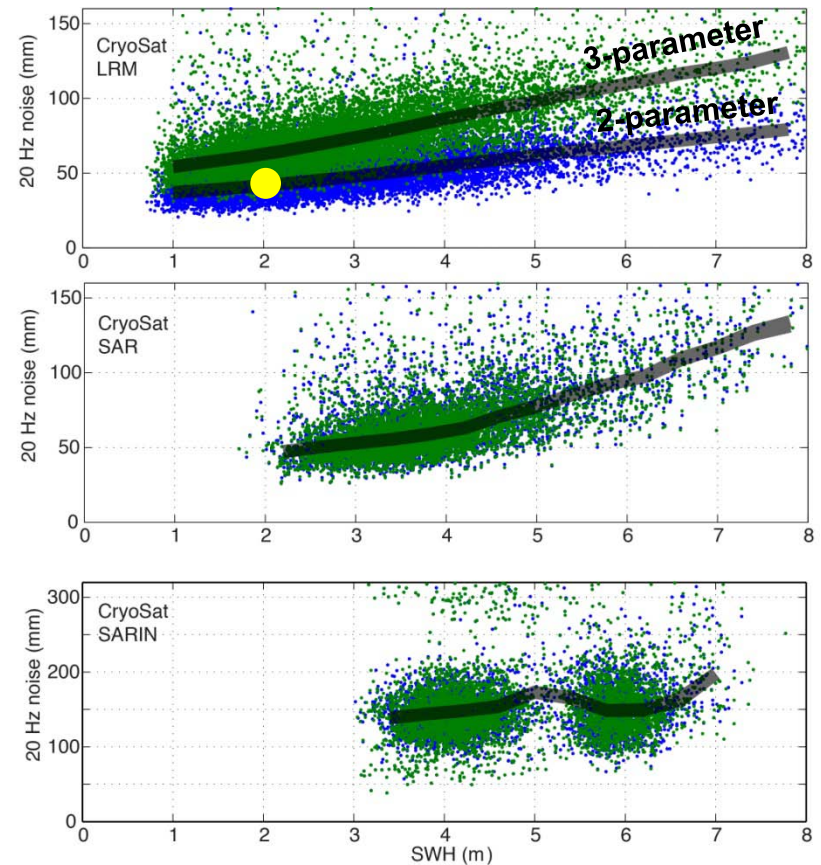 150
100
50
0
20 Hz noise (mm)
CryoSat
LRM
3-parameter
2-parameter
0 1 2 3 4 5 6 7 8
150
100
50
0
20 Hz noise (mm)
CryoSat
SAR
0 1 2 3 4 5 6 7 8
300
200
100
0
20 Hz noise (mm)
CryoSat
SARIN
0 1 2 3 4 5 6 7 8
SWH (m)